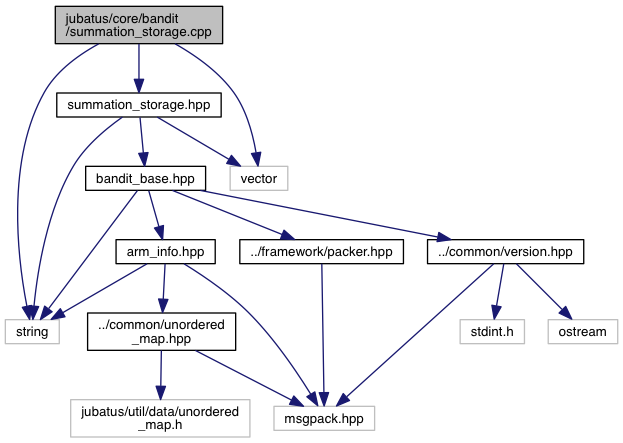 jubatus/core/bandit
/summation_storage.cpp
summation_storage.hpp
bandit_base.hpp
vector
arm_info.hpp
../framework/packer.hpp
../common/version.hpp
string
../common/unordered
_map.hpp
stdint.h
ostream
jubatus/util/data/unordered
_map.h
msgpack.hpp